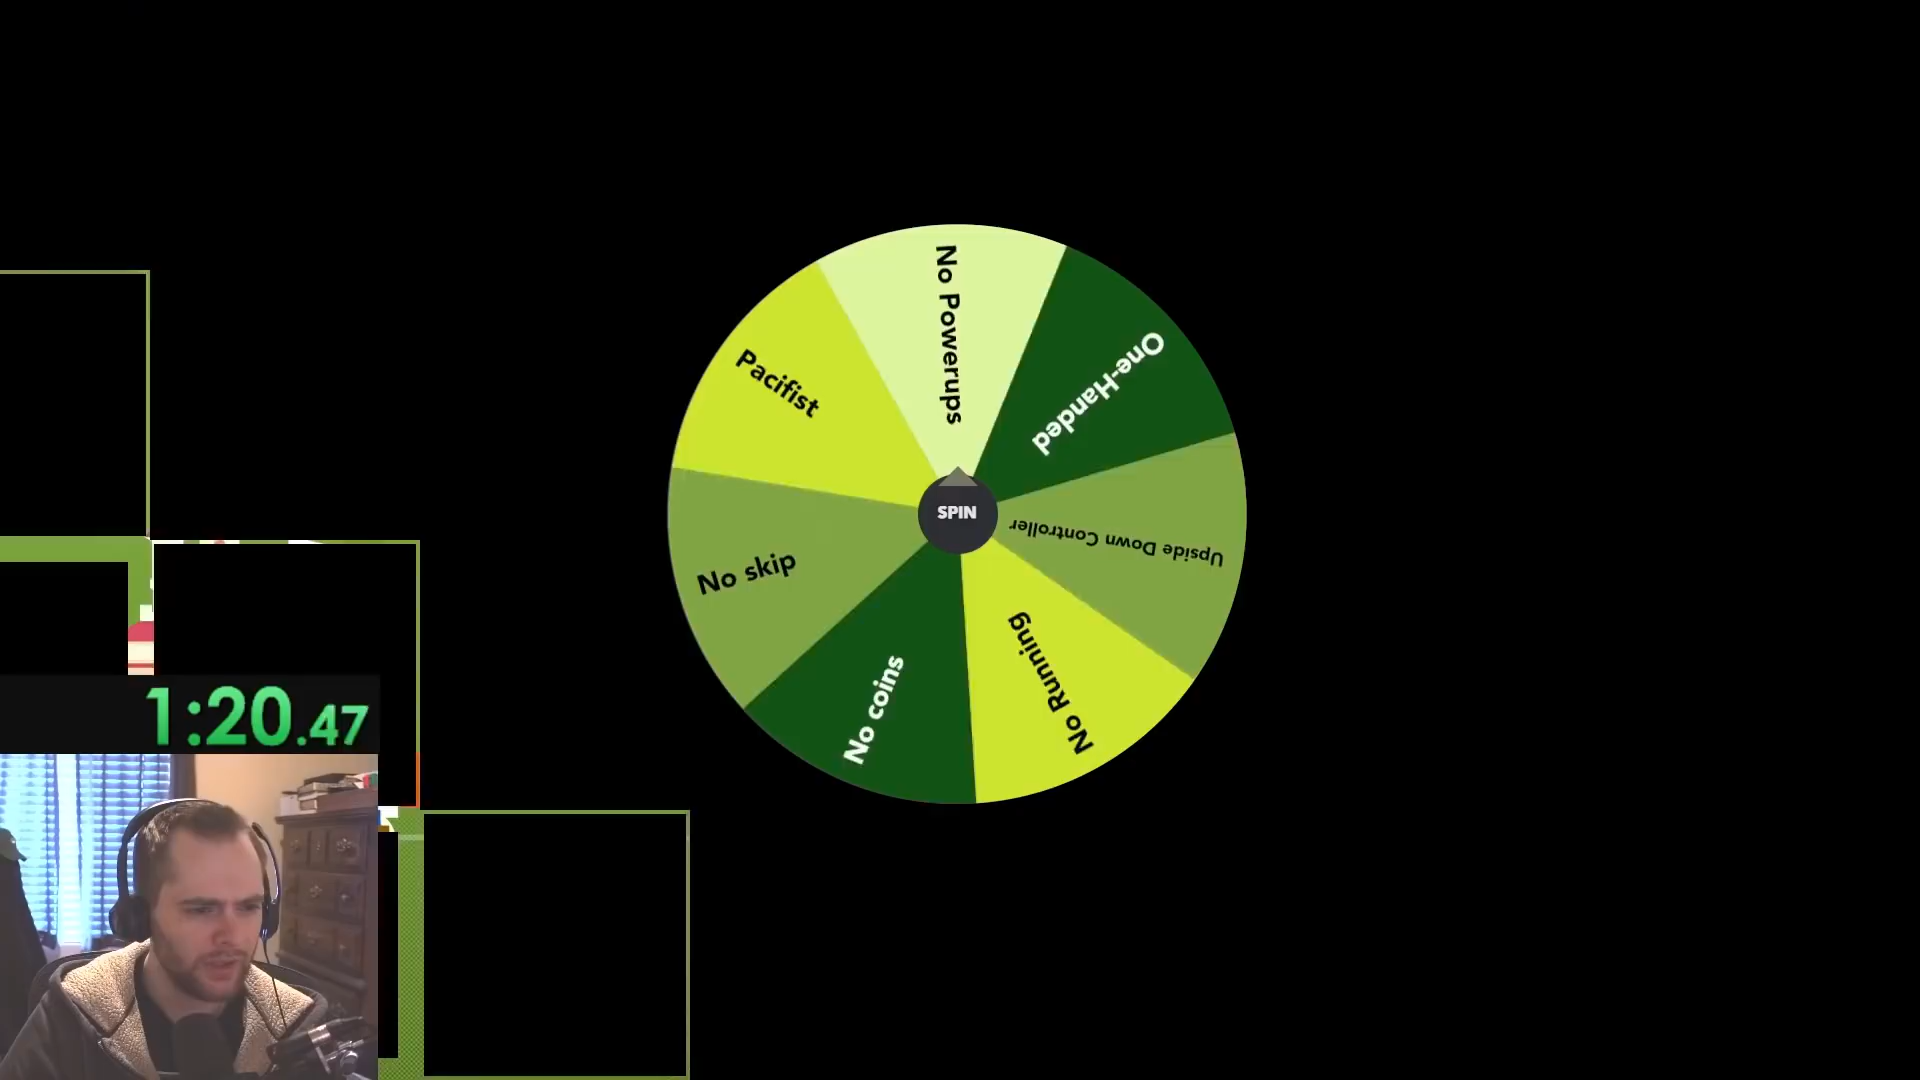 No Powerups
One-Handed
Pacifist
SPIN
Upside Down Controller
No skip
No Running
No coins
1:20.47